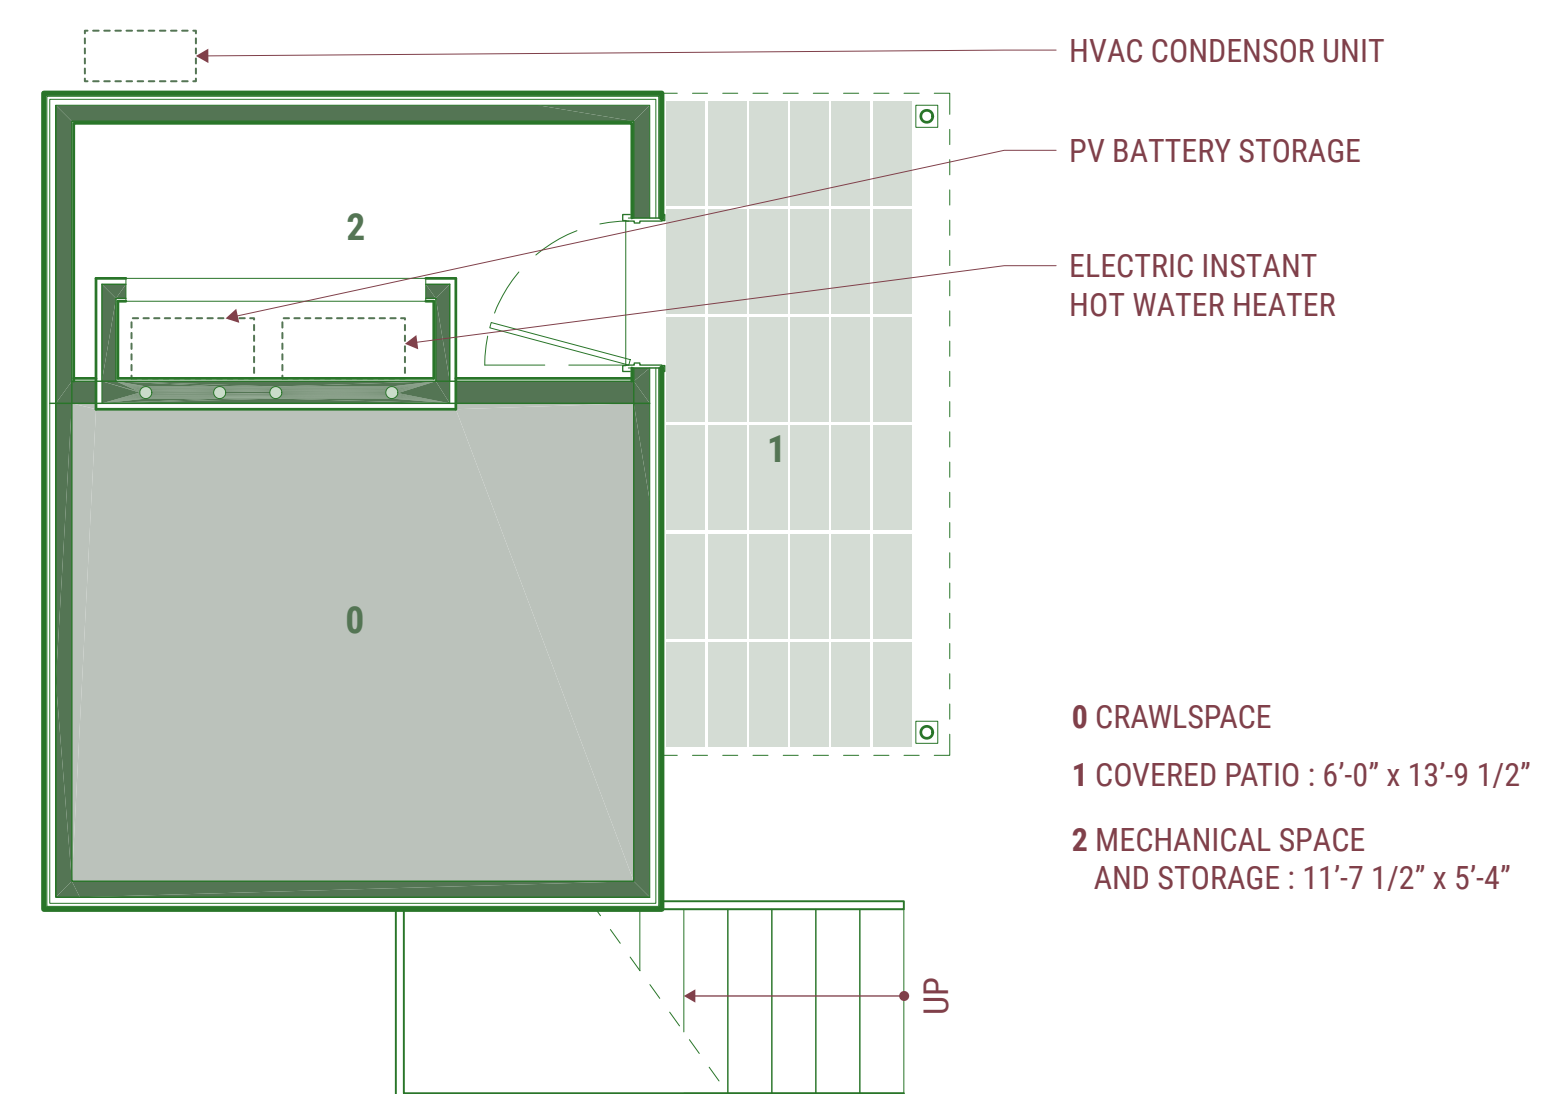 HVAC CONDENSOR UNIT
PV BATTERY STORAGE
2
ELECTRIC INSTANT
HOT WATER HEATER
1
0
0 CRAWLSPACE
1 COVERED PATIO : 6’-0” x 13’-9 1/2”
2 MECHANICAL SPACE
AND STORAGE : 11’-7 1/2” x 5’-4”
UP